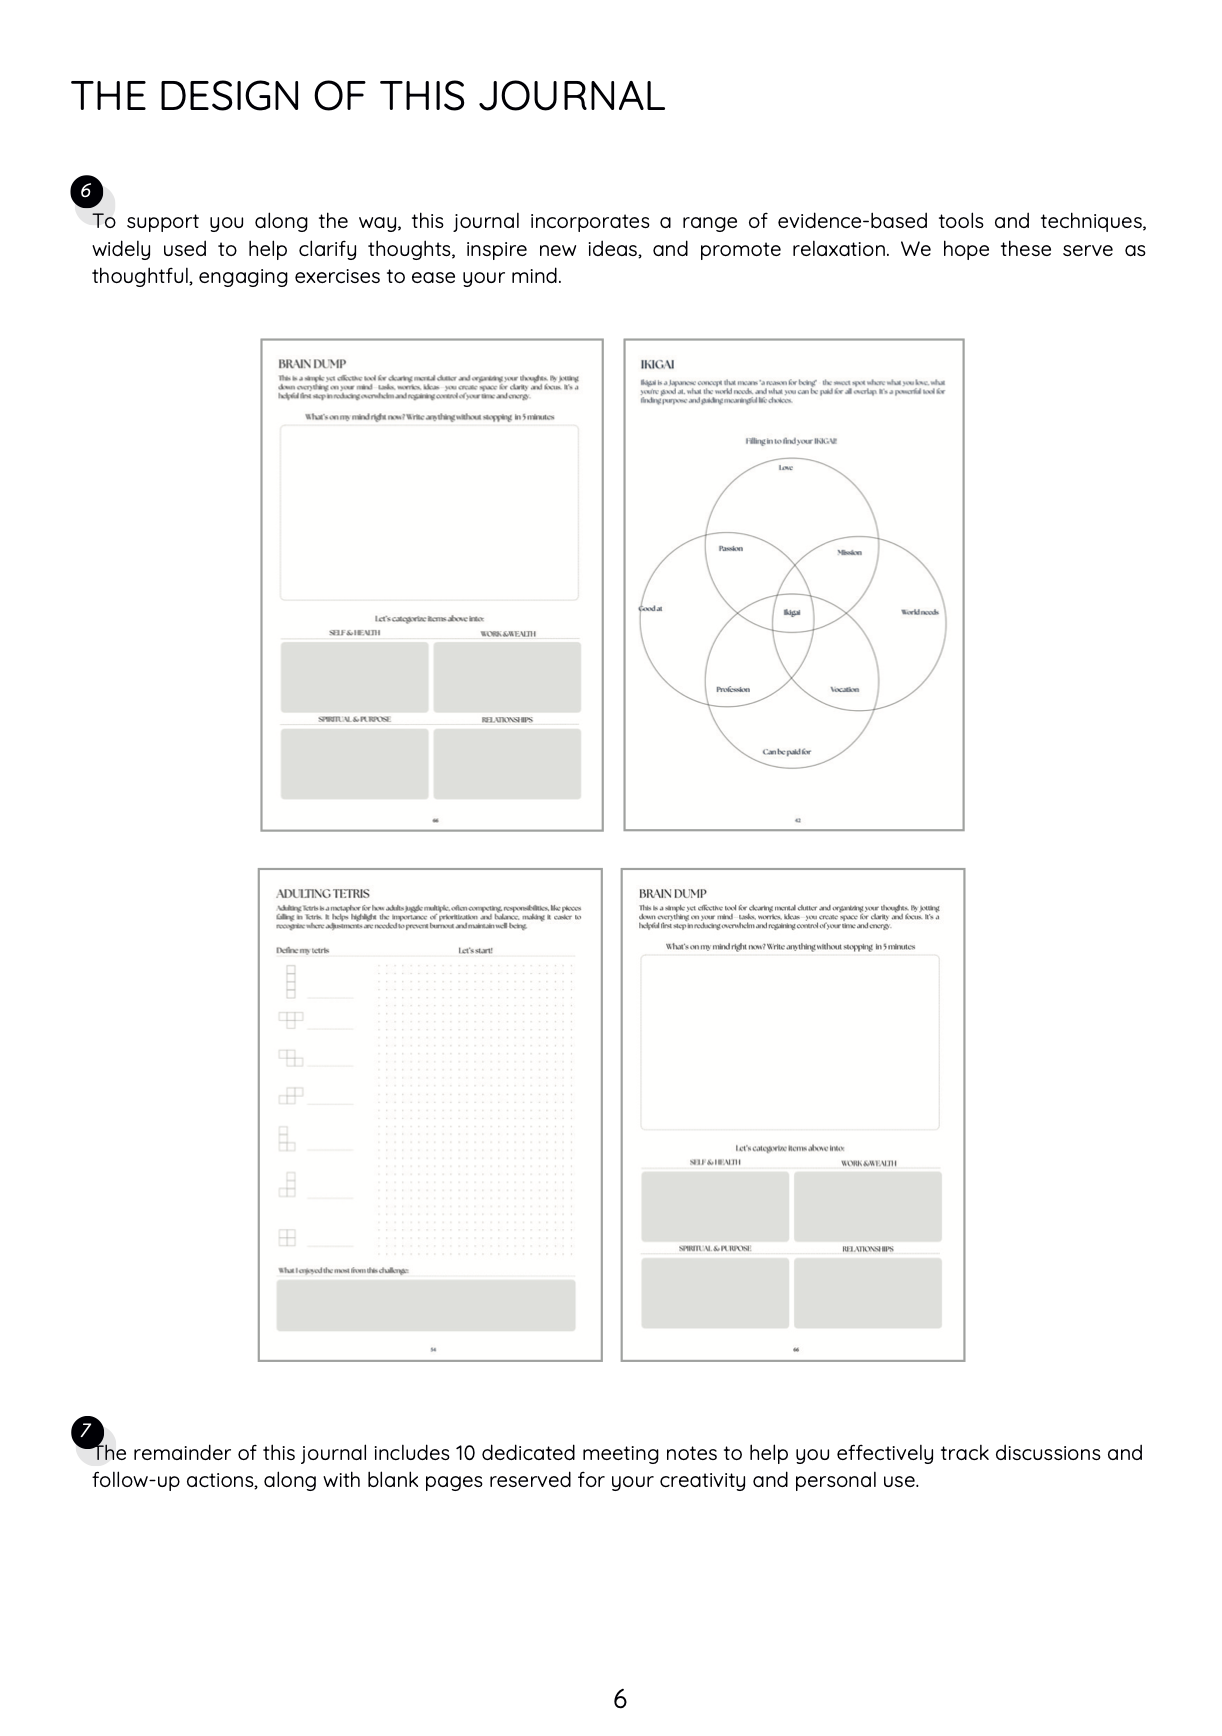 THE DESIGN OF THIS JOURNAL
6
To support you along the way, this journal incorporates a range of evidence-based tools and techniques,
widely used to help clarify thoughts, inspire new ideas, and promote relaxation. We hope these serve as
thoughtful, engaging exercises to ease your mind.
BRAIN DUMP
This is a simple yet effective tool for clearing mental clutter and organizing your thoughts. By jotting
down everything on your mind—tasks, worries, ideas—you create space for clarity and focus. It's a
helpful first step in reducing overwhelm and regaining control of your time and energy.
What's on my mind right now? Write anything without stopping in 5 minutes
Let's categorize items above into:
SELF & HEALTH
WORK & WEALTH
SPIRITUAL & PURPOSE
RELATIONSHIPS
IKIGAI
Ikigai is a Japanese concept that means "a reason for being" - the sweet spot where what you love, what
you're good at, what the world needs, and what you can be paid for all overlap. It's a powerful tool for
finding purpose and guiding meaningful life choices.
Filling in to find your IKIGAI!
Love
Passion
Mission
Good at
Ikigai
World needs
Profession
Vocation
Can be paid for
62
ADULTING TETRIS
Adulting Tetris is a metaphor for how adults juggle multiple, often competing, responsibilities, like pieces
falling in Tetris. It helps highlight the importance of prioritization and balance, making it easier to
recognize where adjustments are needed to prevent burnout and maintain well-being.
Define my tetris
Let's start!
What I enjoyed the most from this challenge:
BRAIN DUMP
This is a simple yet effective tool for clearing mental clutter and organizing your thoughts. By jotting
down everything on your mind—tasks, worries, ideas—you create space for clarity and focus. It's a
helpful first step in reducing overwhelm and regaining control of your time and energy.
What's on my mind right now? Write anything without stopping in 5 minutes
Let's categorize items above into:
SELF & HEALTH
WORK & WEALTH
SPIRITUAL & PURPOSE
RELATIONSHIPS
7
The remainder of this journal includes 10 dedicated meeting notes to help you effectively track discussions and
follow-up actions, along with blank pages reserved for your creativity and personal use.
6